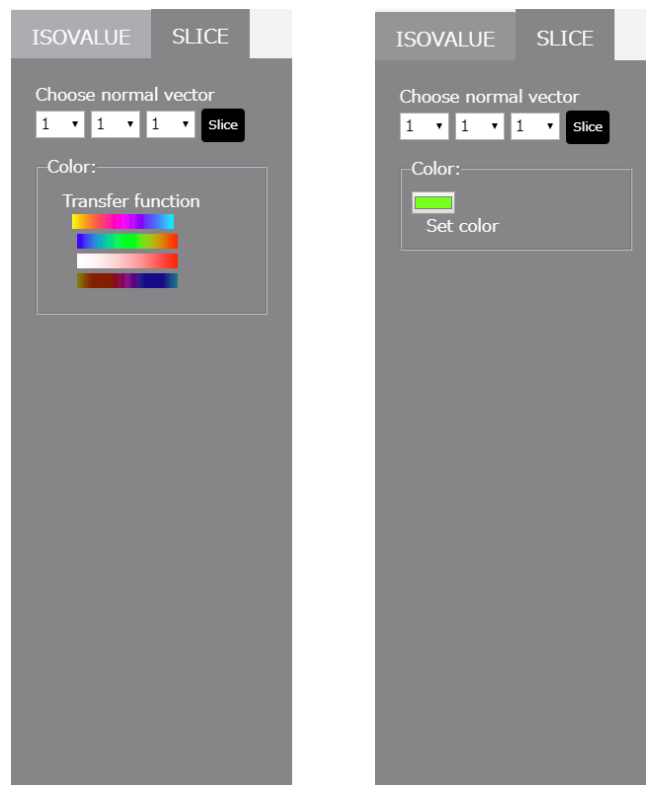 ISOVALUE SLICE
Choose normal vector
1 1 1 Slice
Color:
Transfer function
ISOVALUE SLICE
Choose normal vector
1 1 1 Slice
Color:
Set color